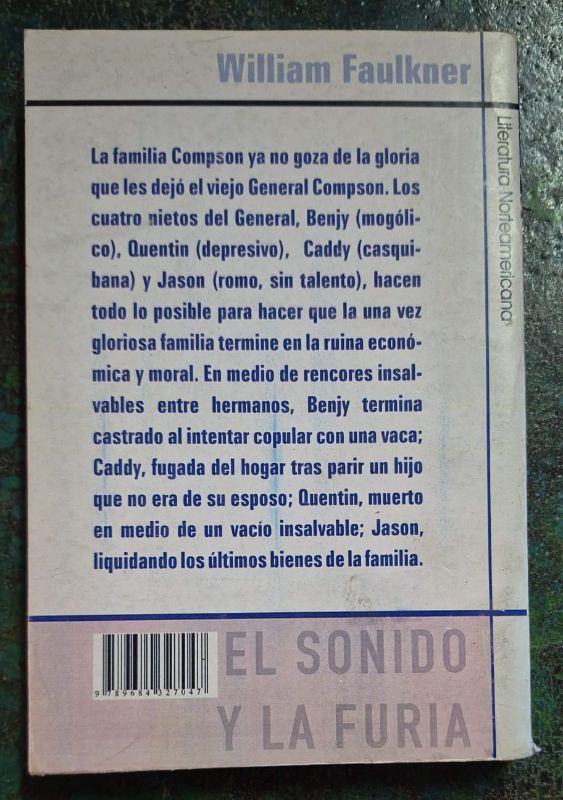 William Faulkner
La familia Compson ya no goza de la gloria
que les dejó el viejo General Compson. Los
cuatro nietos del General, Benjy (mogóli-
co), Quentin (depresivo), Caddy (casqui-
bana) y Jason (romo, sin talento), hacen
todo lo posible para hacer que la una vez
gloriosa familia termine en la ruina econó-
mica y moral. En medio de rencores insal-
vables entre hermanos, Benjy termina
castrado al intentar copular con una vaca;
Caddy, fugada del hogar tras parir un hijo
que no era de su esposo; Quentin, muerto
en medio de un vacío insalvable; Jason,
liquidando los últimos bienes de la familia.
EL SONIDO
Y LA FURIA
9 789684 327047
Literatura Norteamericana